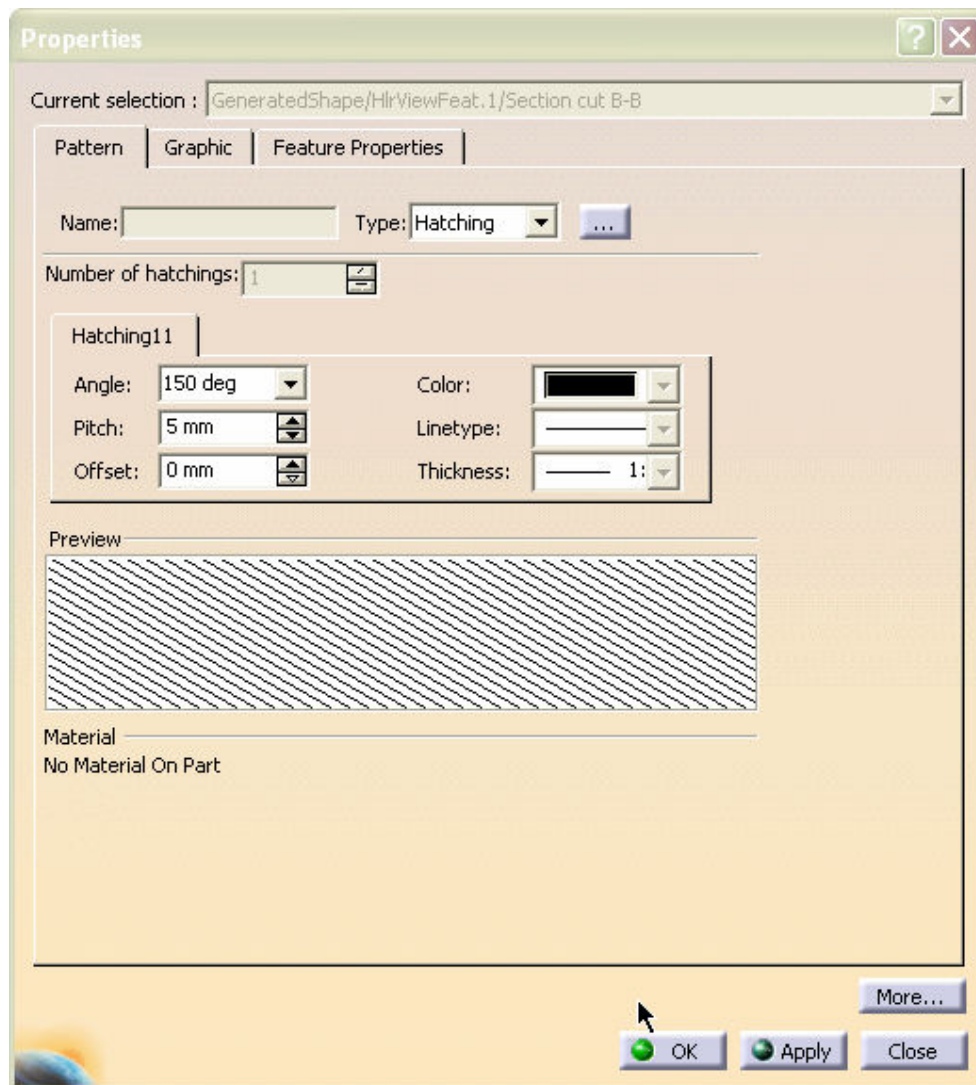 Properties
Current selection : GeneratedShape/HlrViewFeat.1/Section cut B-B
Pattern Graphic Feature Properties
Name: Type: Hatching ...
Number of hatchings: 1
Hatching11
Angle: 150 deg Color:
Pitch: 5 mm Linetype:
Offset: 0 mm Thickness: 1:
Preview
Material
No Material On Part
More...
OK Apply Close